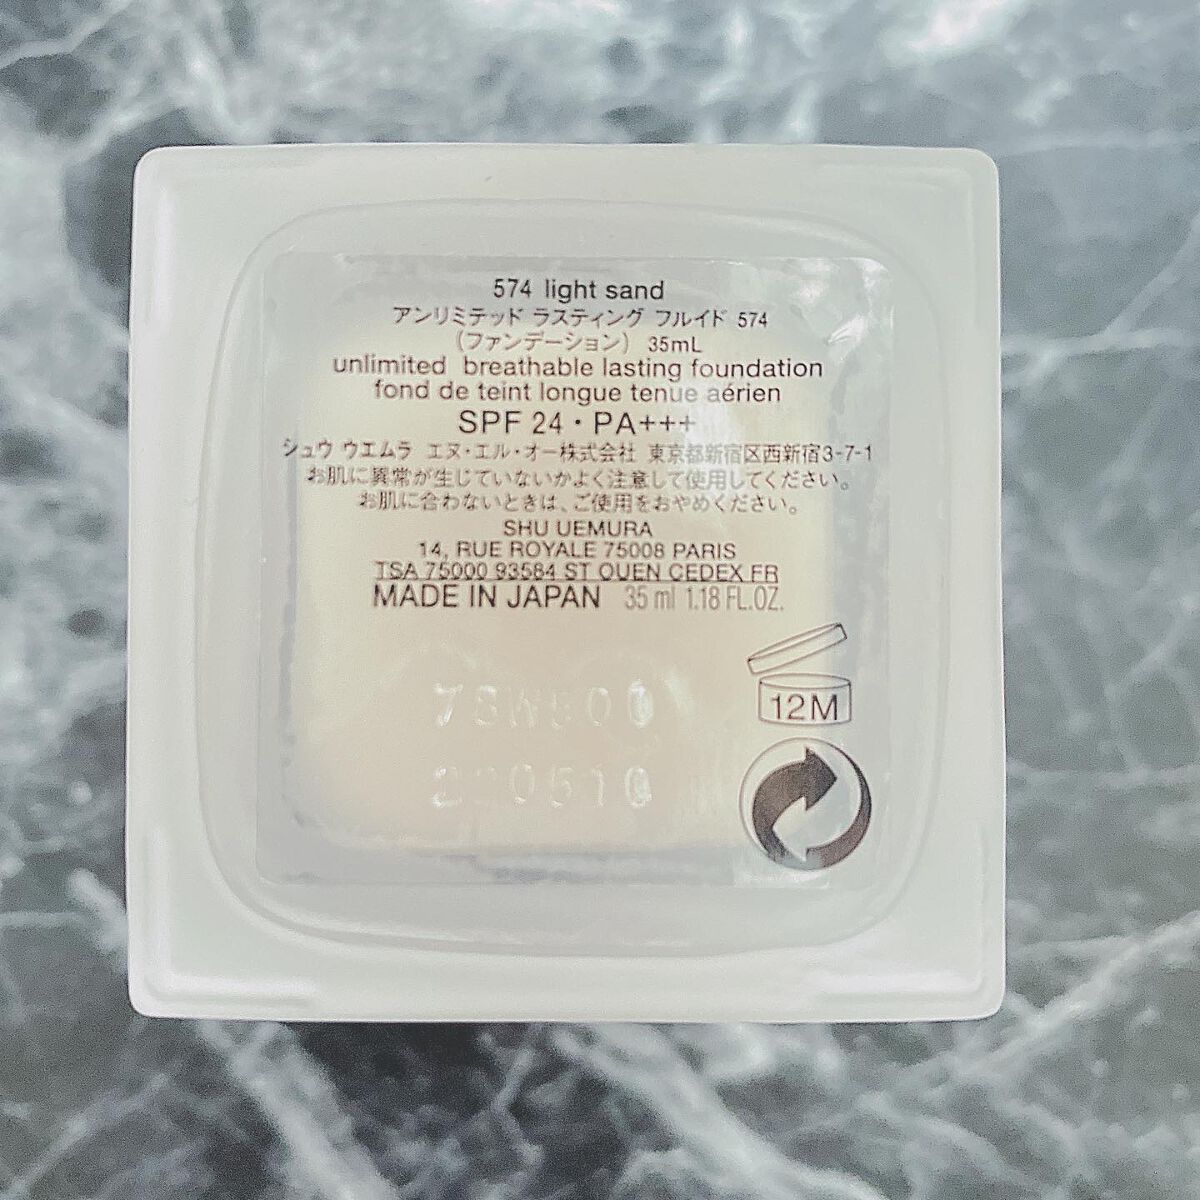 574 light sand
アンリミテッド ラスティング フルイド 574
(ファンデーション) 35mL
unlimited breathable lasting foundation
fond de teint longue tenue aérien
SPF 24・PA+++
シュウ ウエムラ エヌ・エル・オー株式会社 東京都新宿区西新宿3-7-1
お肌に異常が生じていないかよく注意して使用してください。
お肌に合わないときは、ご使用をおやめください。
SHU UEMURA
14, RUE ROYALE 75008 PARIS
TSA 75000 93584 ST OUEN CEDEX FR
MADE IN JAPAN 35 ml 1.18 FL.OZ.
12M